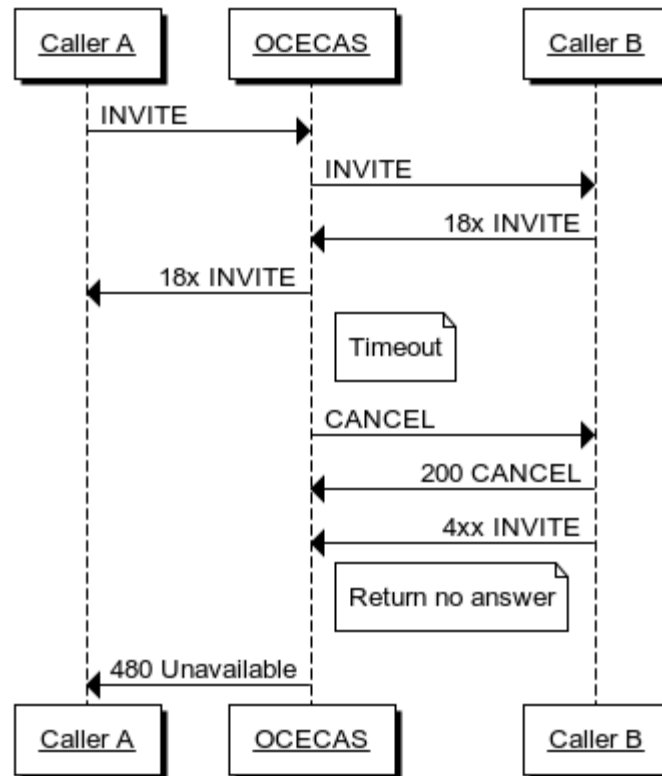 Caller A
OCECAS
Caller B
INVITE
INVITE
18x INVITE
18x INVITE
Timeout
CANCEL
200 CANCEL
4xx INVITE
Return no answer
480 Unavailable
Caller A
OCECAS
Caller B